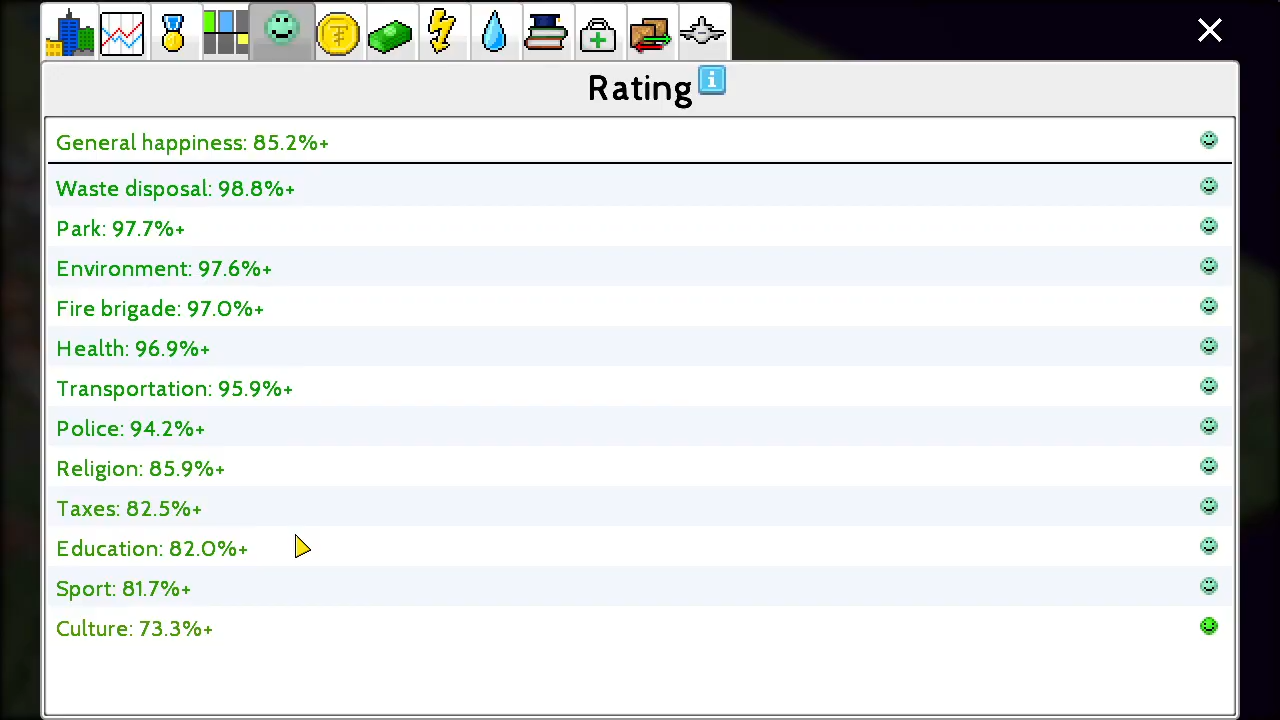 Rating
General happiness: 85.2%+
Waste disposal: 98.8%+
Park: 97.7%+
Environment: 97.6%+
Fire brigade: 97.0%+
Health: 96.9%+
Transportation: 95.9%+
Police: 94.2%+
Religion: 85.9%+
Taxes: 82.5%+
Education: 82.0%+
Sport: 81.7%+
Culture: 73.3%+